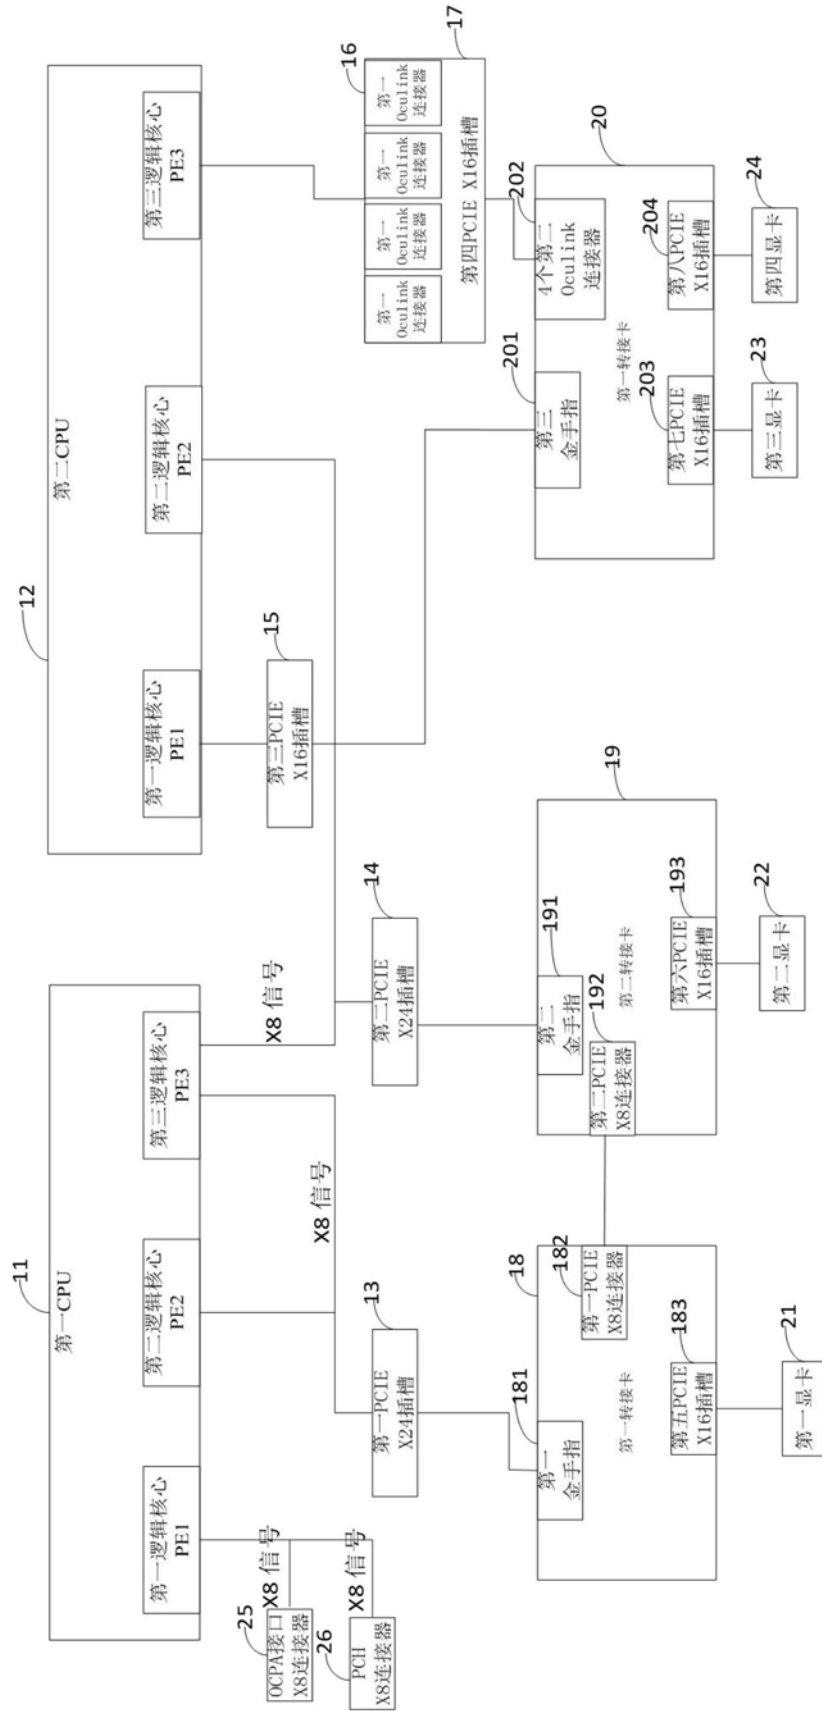 11
第一CPU
第一逻辑核心
PE1
第二逻辑核心
PE2
第三逻辑核心
PE3
12
第二CPU
第一逻辑核心
PE1
第二逻辑核心
PE2
第三逻辑核心
PE3
25
OCPA接口
X8连接器
X8 信号
26
PCH
X8连接器
X8 信号
X8 信号
X8 信号
13
第一PCIE
X24插槽
14
第二PCIE
X24插槽
15
第三PCIE
X16插槽
16
第一
Oculink
连接器
第一
Oculink
连接器
第一
Oculink
连接器
第一
Oculink
连接器
17
第四PCIE X16插槽
18
181
第一
金手指
182
第一PCIE
X8连接器
第一转接卡
183
第五PCIE
X16插槽
21
第一显卡
19
191
第二
金手指
192
第二PCIE
X8连接器
第二转接卡
193
第六PCIE
X16插槽
22
第二显卡
20
201
第三
金手指
202
4个第二
Oculink
连接器
第一转接卡
203
第七PCIE
X16插槽
204
第八PCIE
X16插槽
23
第三显卡
24
第四显卡